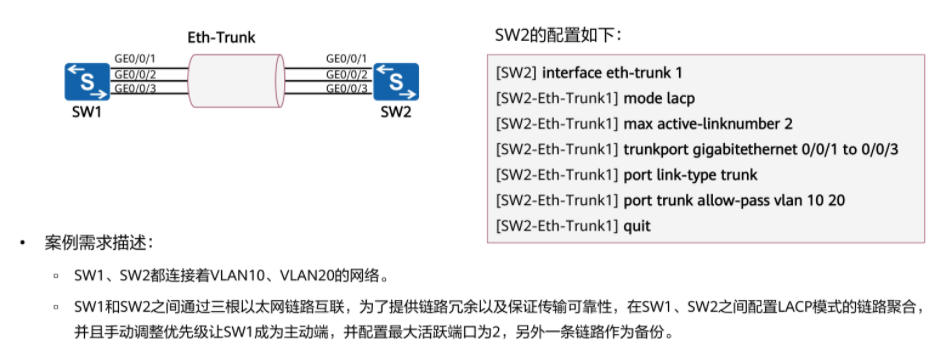 Eth-Trunk
GE0/0/1
GE0/0/2
GE0/0/3
GE0/0/1
GE0/0/2
GE0/0/3
S
S
SW1
SW2
SW2的配置如下：
[SW2] interface eth-trunk 1
[SW2-Eth-Trunk1] mode lacp
[SW2-Eth-Trunk1] max active-linknumber 2
[SW2-Eth-Trunk1] trunkport gigabitethernet 0/0/1 to 0/0/3
[SW2-Eth-Trunk1] port link-type trunk
[SW2-Eth-Trunk1] port trunk allow-pass vlan 10 20
[SW2-Eth-Trunk1] quit
• 案例需求描述：
▫ SW1、SW2都连接着VLAN10、VLAN20的网络。
▫ SW1和SW2之间通过三根以太网链路互联，为了提供链路冗余以及保证传输可靠性，在SW1、SW2之间配置LACP模式的链路聚合，
并且手动调整优先级让SW1成为主动端，并配置最大活跃端口为2，另外一条链路作为备份。